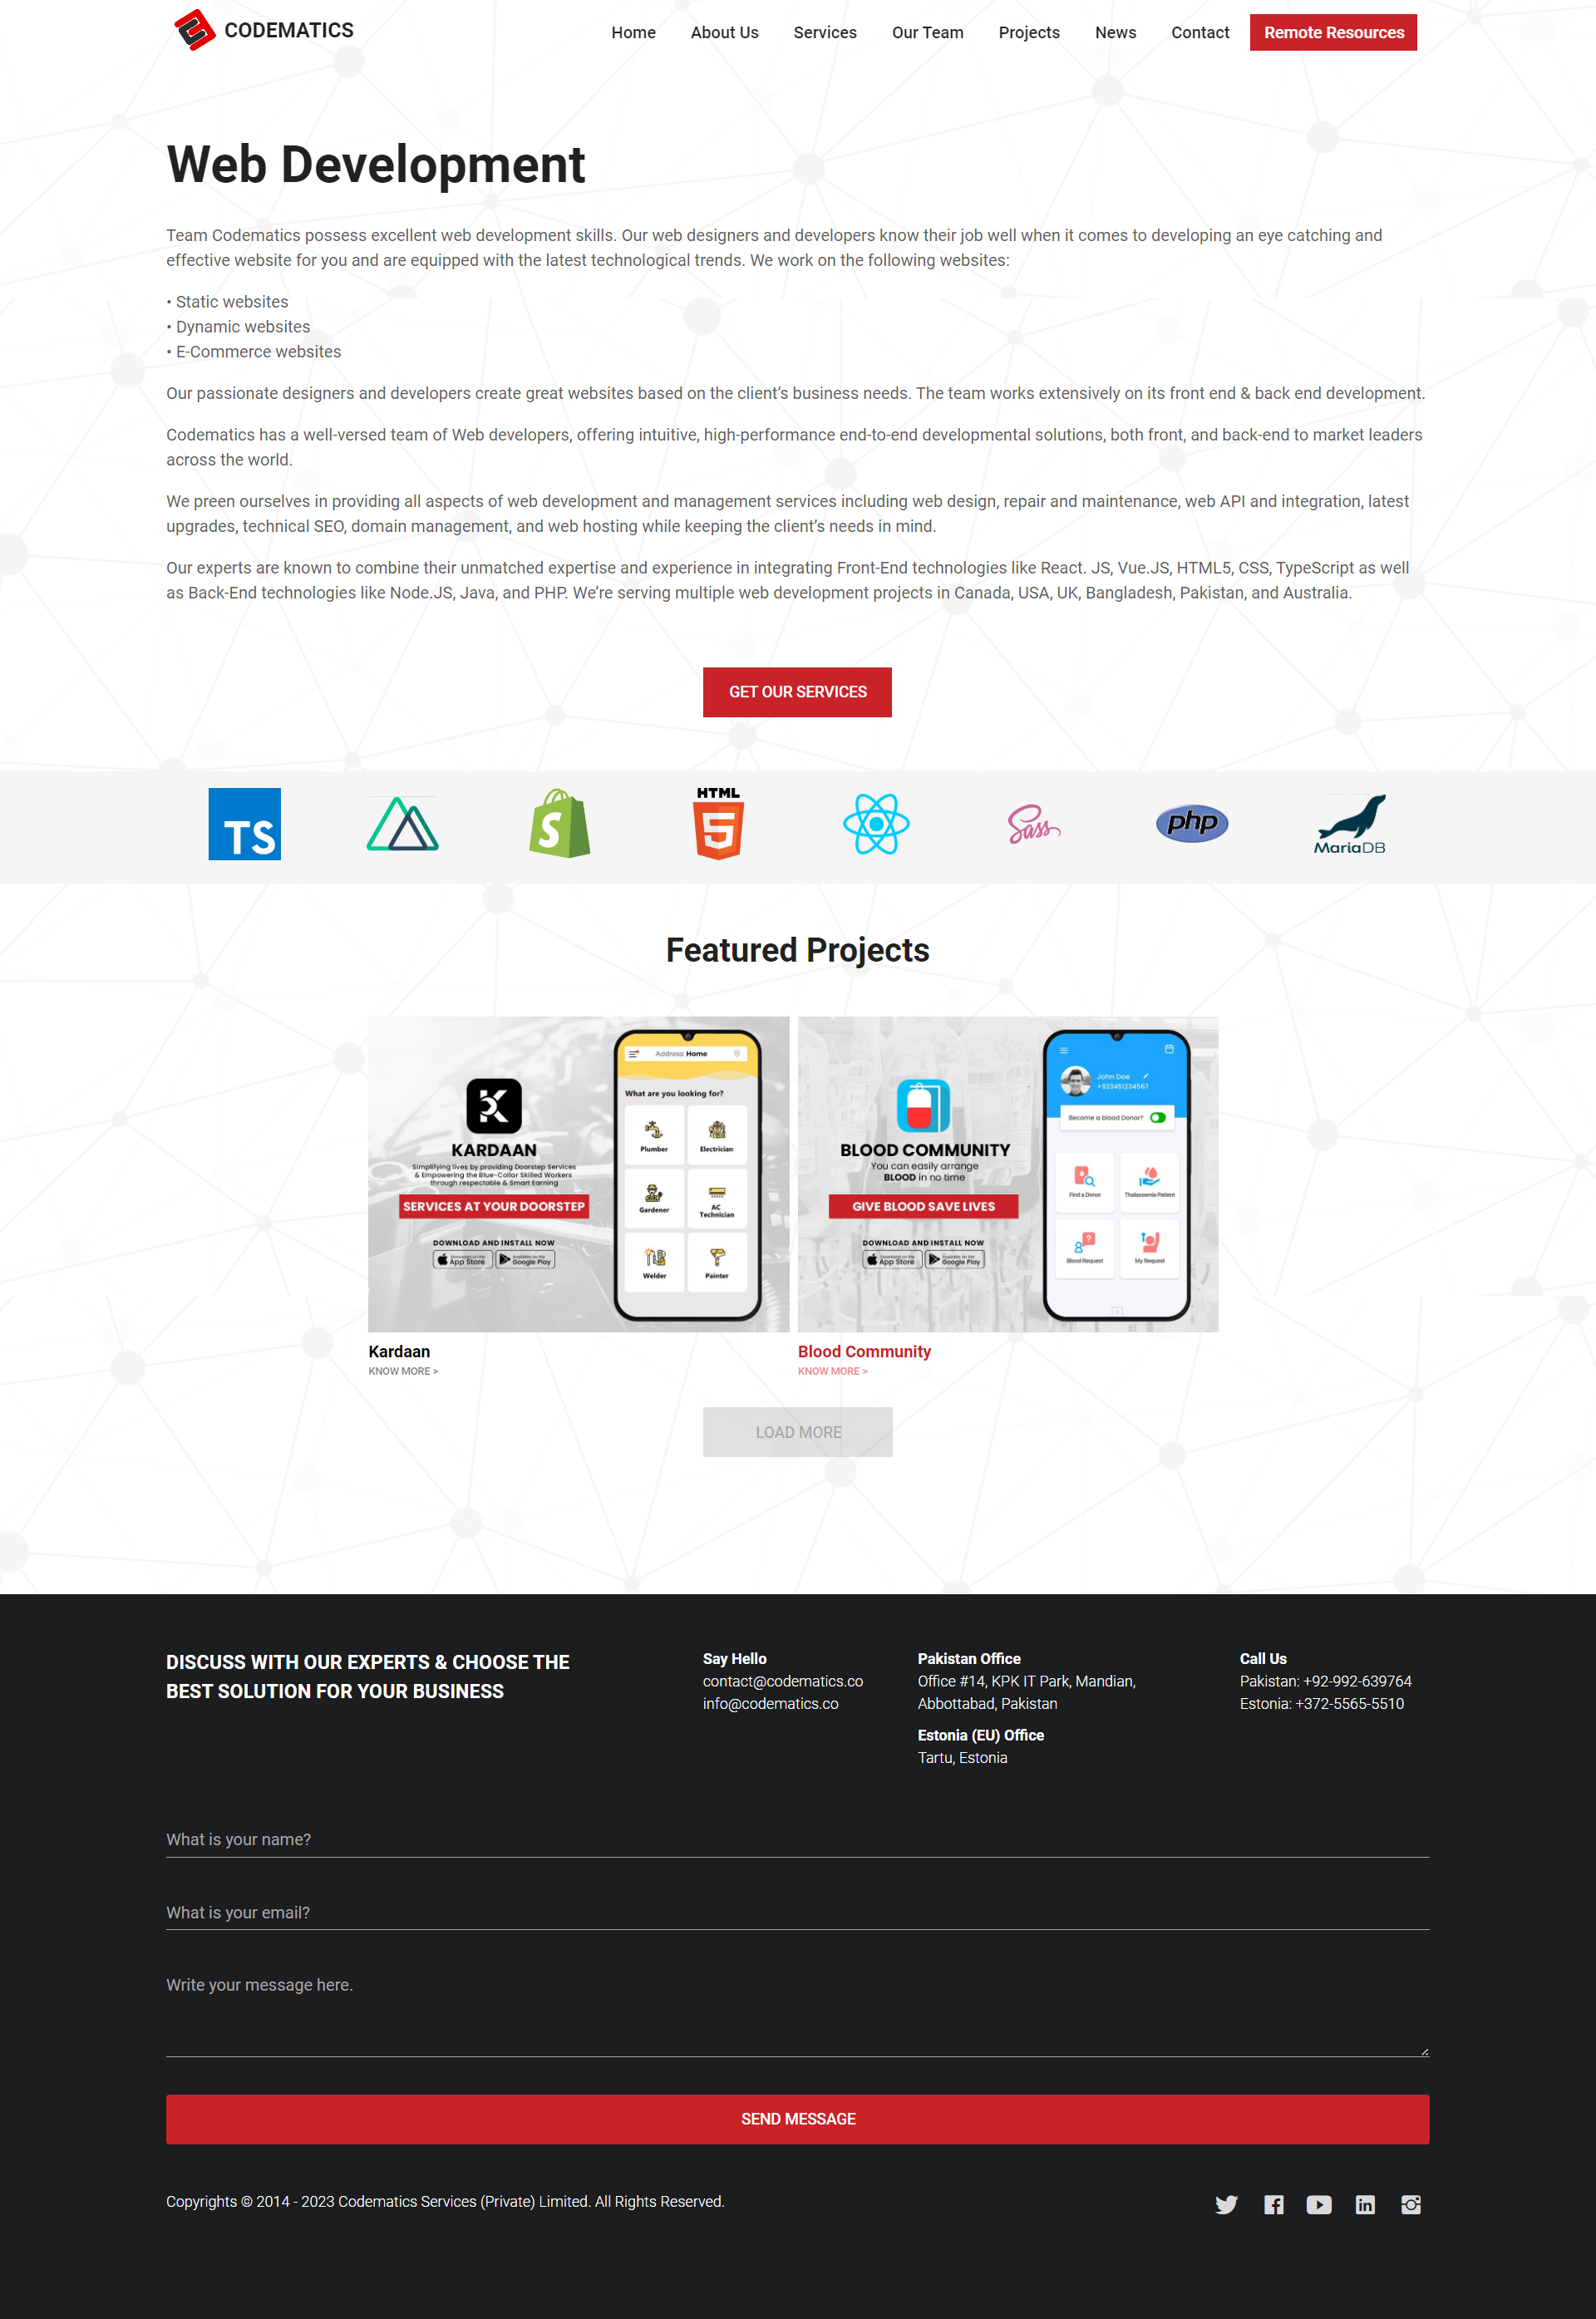 CODEMATICS
Home About Us Services Our Team Projects News Contact Remote Resources
Web Development
Team Codematics possess excellent web development skills. Our web designers and developers know their job well when it comes to developing an eye catching and
effective website for you and are equipped with the latest technological trends. We work on the following websites:
• Static websites
• Dynamic websites
• E-Commerce websites
Our passionate designers and developers create great websites based on the client’s business needs. The team works extensively on its front end & back end development.
Codematics has a well-versed team of Web developers, offering intuitive, high-performance end-to-end developmental solutions, both front, and back-end to market leaders
across the world.
We preen ourselves in providing all aspects of web development and management services including web design, repair and maintenance, web API and integration, latest
upgrades, technical SEO, domain management, and web hosting while keeping the client’s needs in mind.
Our experts are known to combine their unmatched expertise and experience in integrating Front-End technologies like React. JS, Vue.JS, HTML5, CSS, TypeScript as well
as Back-End technologies like Node.JS, Java, and PHP. We’re serving multiple web development projects in Canada, USA, UK, Bangladesh, Pakistan, and Australia.
GET OUR SERVICES
TS
S
HTML
5
Sass
php
MariaDB
Featured Projects
KARDAAN
Simplifying lives by providing Doorstep Services
& Empowering the Blue-Collar Skilled Workers
through respectable & Smart Earning
SERVICES AT YOUR DOORSTEP
DOWNLOAD AND INSTALL NOW
Download on the App Store
Available on the Google Play
Address: Home
What are you looking for?
Plumber Electrician
Gardener AC Technician
Welder Painter
BLOOD COMMUNITY
You can easily arrange
BLOOD in no time
GIVE BLOOD SAVE LIVES
DOWNLOAD AND INSTALL NOW
Download on the App Store
Available on the Google Play
John Doe
+923451234567
Become a blood Donor?
Find a Donor Thalassemia Patient
Blood Request My Request
Kardaan
KNOW MORE >
Blood Community
KNOW MORE >
LOAD MORE
DISCUSS WITH OUR EXPERTS & CHOOSE THE
BEST SOLUTION FOR YOUR BUSINESS
Say Hello
contact@codematics.co
info@codematics.co
Pakistan Office
Office #14, KPK IT Park, Mandian,
Abbottabad, Pakistan
Estonia (EU) Office
Tartu, Estonia
Call Us
Pakistan: +92-992-639764
Estonia: +372-5565-5510
What is your name?
What is your email?
Write your message here.
SEND MESSAGE
Copyrights © 2014 - 2023 Codematics Services (Private) Limited. All Rights Reserved.